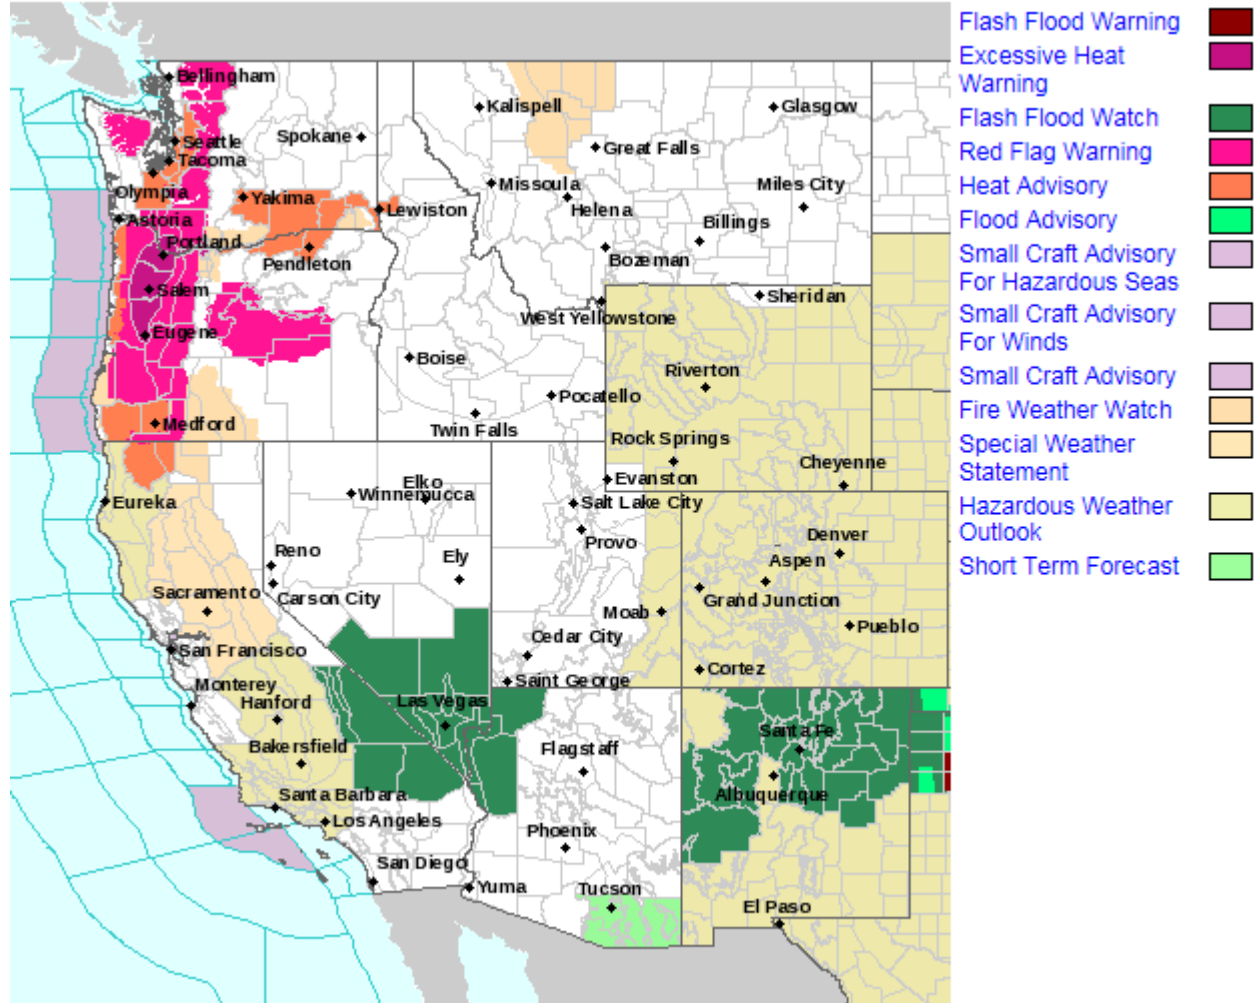 Bellingham
Kalispell
Glasgow
Spokane
Seattle
Great Falls
Tacoma
Missoula
Miles City
Olympia
Yakima
Lewiston
Helena
Astoria
Billings
Portland
Pendleton
Bozeman
Salem
Sheridan
West Yellowstone
Eugene
Boise
Riverton
Pocatello
Medford
Twin Falls
Rock Springs
Cheyenne
Elko
Evanston
Winnemucca
Eureka
Salt Lake City
Denver
Provo
Reno
Ely
Aspen
Sacramento
Carson City
Grand Junction
Moab
Pueblo
Cedar City
San Francisco
Cortez
Saint George
Monterey
Hanford
Las Vegas
Santa Fe
Bakersfield
Flagstaff
Santa Barbara
Albuquerque
Los Angeles
Phoenix
San Diego
Yuma
Tucson
El Paso
Flash Flood Warning
Excessive Heat
Warning
Flash Flood Watch
Red Flag Warning
Heat Advisory
Flood Advisory
Small Craft Advisory
For Hazardous Seas
Small Craft Advisory
For Winds
Small Craft Advisory
Fire Weather Watch
Special Weather
Statement
Hazardous Weather
Outlook
Short Term Forecast